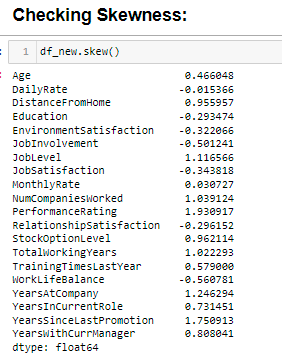 Checking Skewness:
1 df_new.skew()
Age 0.466048
DailyRate -0.015366
DistanceFromHome 0.955957
Education -0.293474
EnvironmentSatisfaction -0.322066
JobInvolvement -0.501241
JobLevel 1.116566
JobSatisfaction -0.343818
MonthlyRate 0.030727
NumCompaniesWorked 1.039124
PerformanceRating 1.930917
RelationshipSatisfaction -0.296152
StockOptionLevel 0.962114
TotalWorkingYears 1.022293
TrainingTimesLastYear 0.579000
WorkLifeBalance -0.560781
YearsAtCompany 1.246294
YearsInCurrentRole 0.731451
YearsSinceLastPromotion 1.750913
YearsWithCurrManager 0.808041
dtype: float64